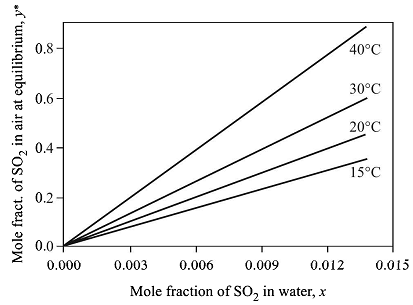 Mole fract. of SO2 in air at equilibrium, y*
0.8
0.6
0.4
0.2
0.0
40°C
30°C
20°C
15°C
0.000 0.003 0.006 0.009 0.012 0.015
Mole fraction of SO2 in water, x